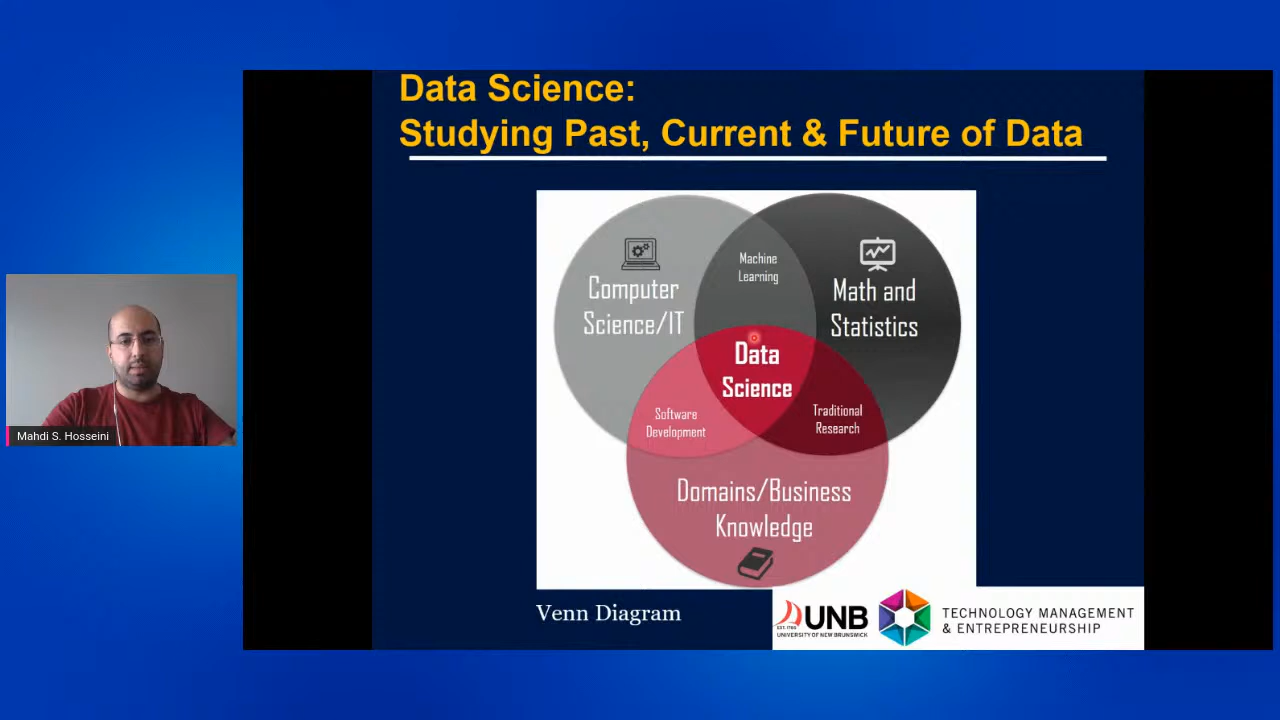 Data Science:
Studying Past, Current & Future of Data
Machine
Learning
Computer
Science/IT
Math and
Statistics
Data
Science
Software
Development
Traditional
Research
Domains/Business
Knowledge
Mahdi S. Hosseini
Venn Diagram
EST. 1785
UNB
UNIVERSITY OF NEW BRUNSWICK
TECHNOLOGY MANAGEMENT
& ENTREPRENEURSHIP